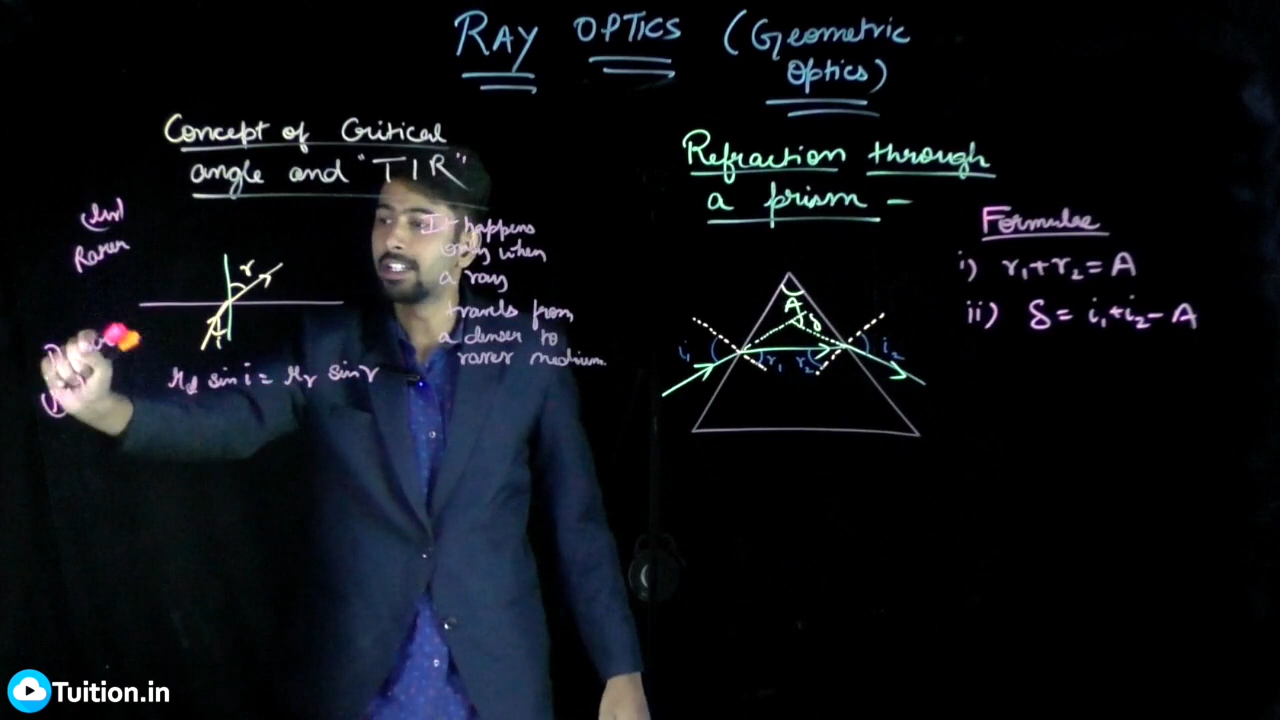 RAY OPTICS (Geometric
Optics)
Concept of Critical
angle and "TIR"
Rarer
r
i
μd sin i = μr sin r
It happens
only when
a ray
travels from
a denser to
rarer medium.
Refraction through
a prism -
A
δ
i₁
r₁
r₂
i₂
Formulae
i) r₁+r₂=A
ii) δ= i₁+i₂-A
Tuition.in